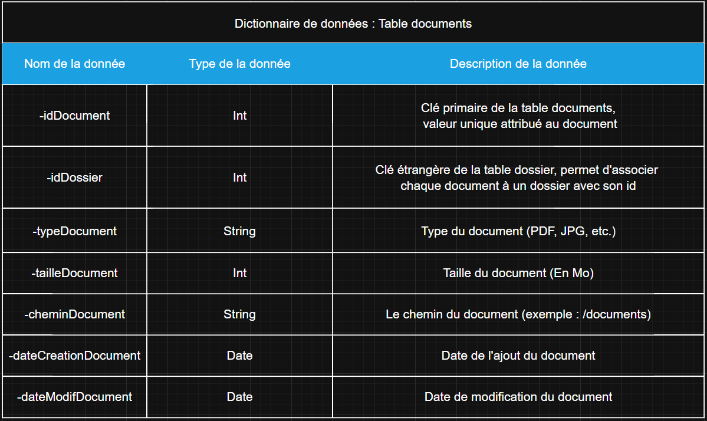 Dictionnaire de données : Table documents
Nom de la donnée Type de la donnée Description de la donnée
-idDocument Int Clé primaire de la table documents,
valeur unique attribué au document
-idDossier Int Clé étrangère de la table dossier, permet d'associer
chaque document à un dossier avec son id
-typeDocument String Type du document (PDF, JPG, etc.)
-tailleDocument Int Taille du document (En Mo)
-cheminDocument String Le chemin du document (exemple : /documents)
-dateCreationDocument Date Date de l'ajout du document
-dateModifDocument Date Date de modification du document